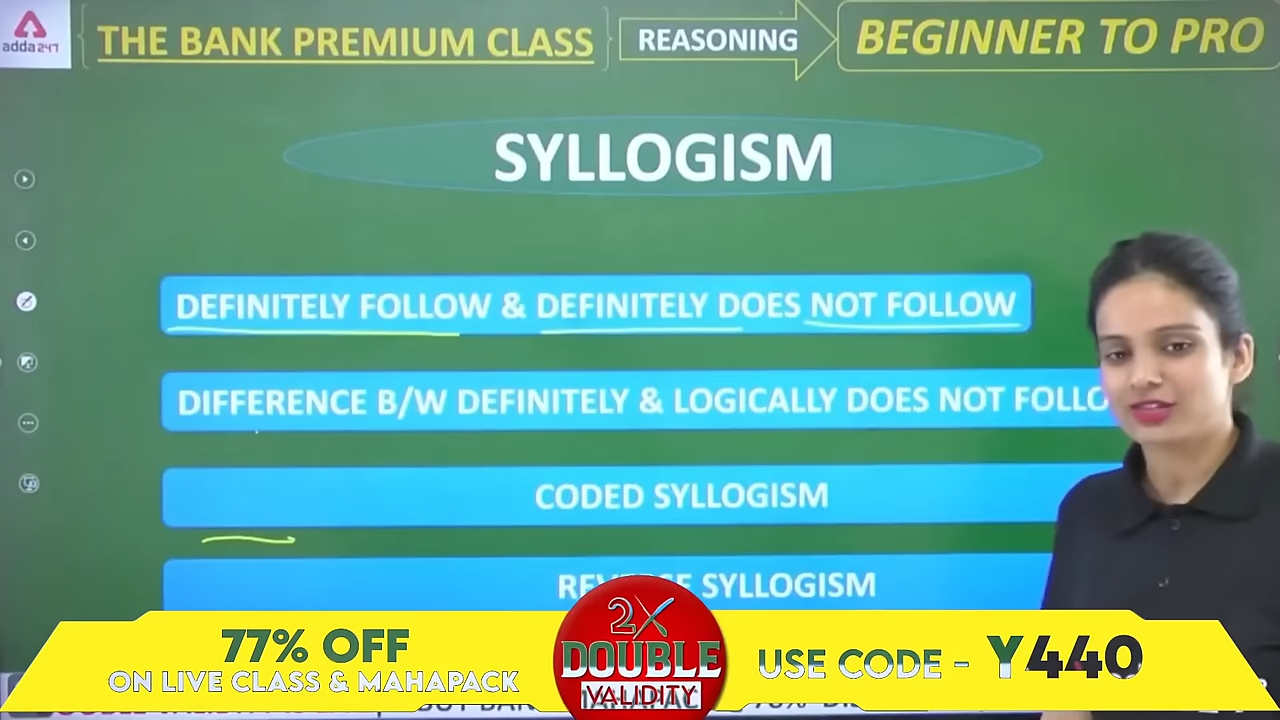 adda247
THE BANK PREMIUM CLASS
REASONING
BEGINNER TO PRO
SYLLOGISM
DEFINITELY FOLLOW & DEFINITELY DOES NOT FOLLOW
DIFFERENCE B/W DEFINITELY & LOGICALLY DOES NOT FOLLO
CODED SYLLOGISM
SYLLOGISM
77% OFF
ON LIVE CLASS & MAHAPACK
2X
DOUBLE
VALIDITY
USE CODE - Y440